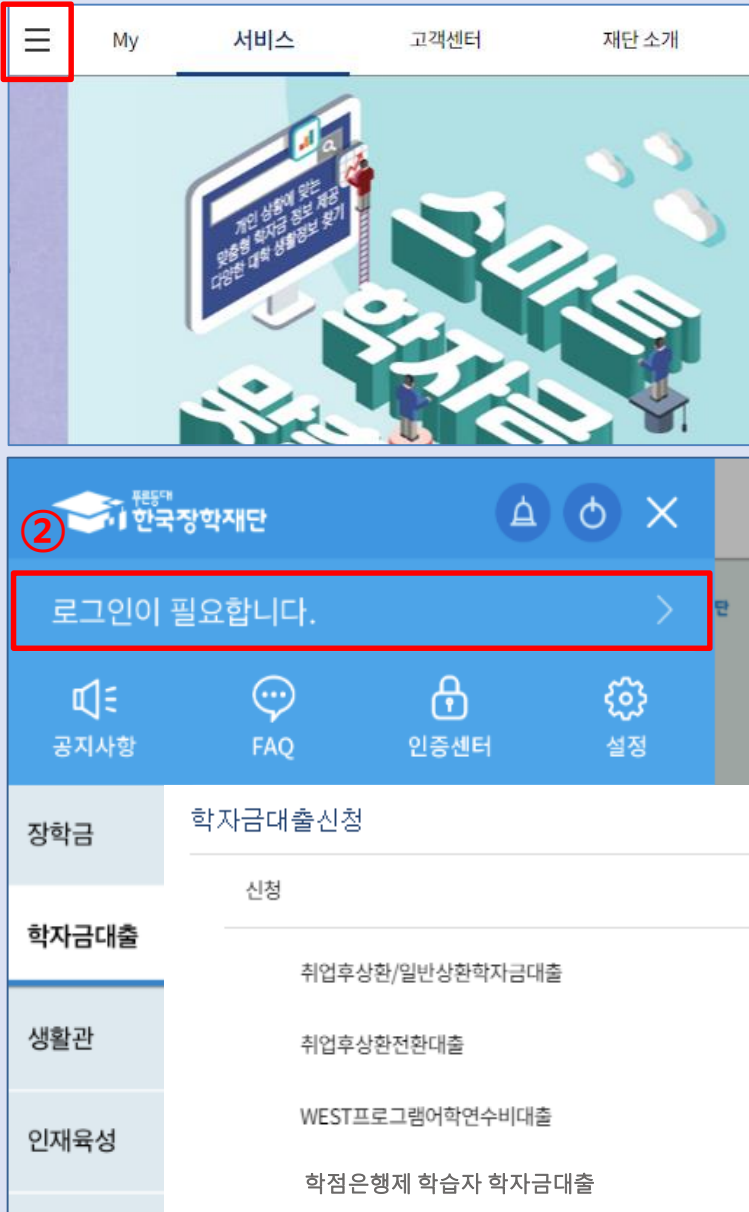 My 서비스 고객센터 재단 소개
개인 상황에 맞는
맞춤형 학자금 정보 제공
다양한 대학 생활정보 찾기
스마트
학자금
맞춤
②
푸른등대
한국장학재단
로그인이 필요합니다.
단
공지사항 FAQ 인증센터 설정
장학금
학자금대출
생활관
인재육성
학자금대출신청
신청
취업후상환/일반상환학자금대출
취업후상환전환대출
WEST프로그램어학연수비대출
학점은행제 학습자 학자금대출